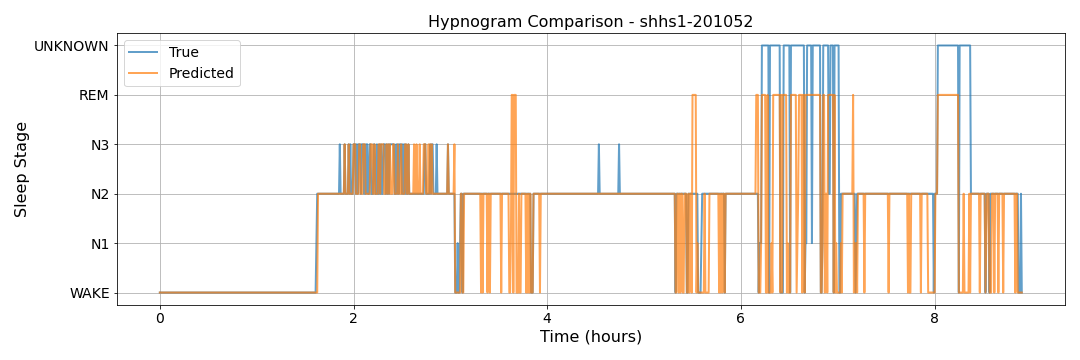 Hypnogram Comparison - shhs1-201052
UNKNOWN
REM
N3
N2
N1
WAKE
Sleep Stage
True
Predicted
0 2 4 6 8
Time (hours)